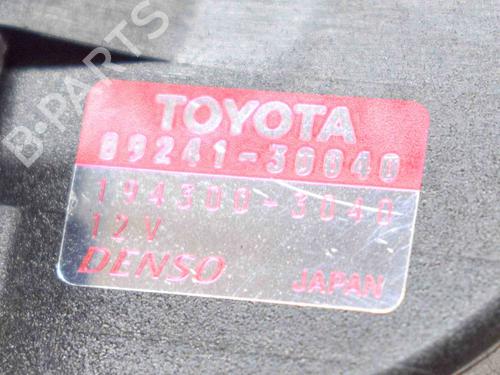 TOYOTA
89241-30040
194300-3040
12V
DENSO
JAPAN
B-PARTS